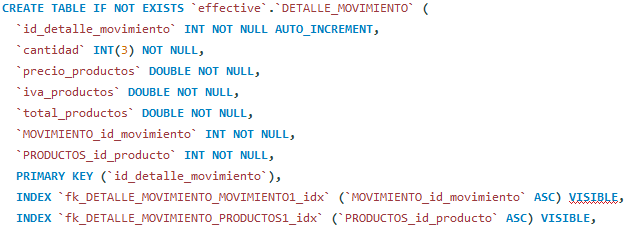 CREATE TABLE IF NOT EXISTS `effective`.`DETALLE_MOVIMIENTO` (
`id_detalle_movimiento` INT NOT NULL AUTO_INCREMENT,
`cantidad` INT(3) NOT NULL,
`precio_productos` DOUBLE NOT NULL,
`iva_productos` DOUBLE NOT NULL,
`total_productos` DOUBLE NOT NULL,
`MOVIMIENTO_id_movimiento` INT NOT NULL,
`PRODUCTOS_id_producto` INT NOT NULL,
PRIMARY KEY (`id_detalle_movimiento`),
INDEX `fk_DETALLE_MOVIMIENTO_MOVIMIENTO1_idx` (`MOVIMIENTO_id_movimiento` ASC) VISIBLE,
INDEX `fk_DETALLE_MOVIMIENTO_PRODUCTOS1_idx` (`PRODUCTOS_id_producto` ASC) VISIBLE,